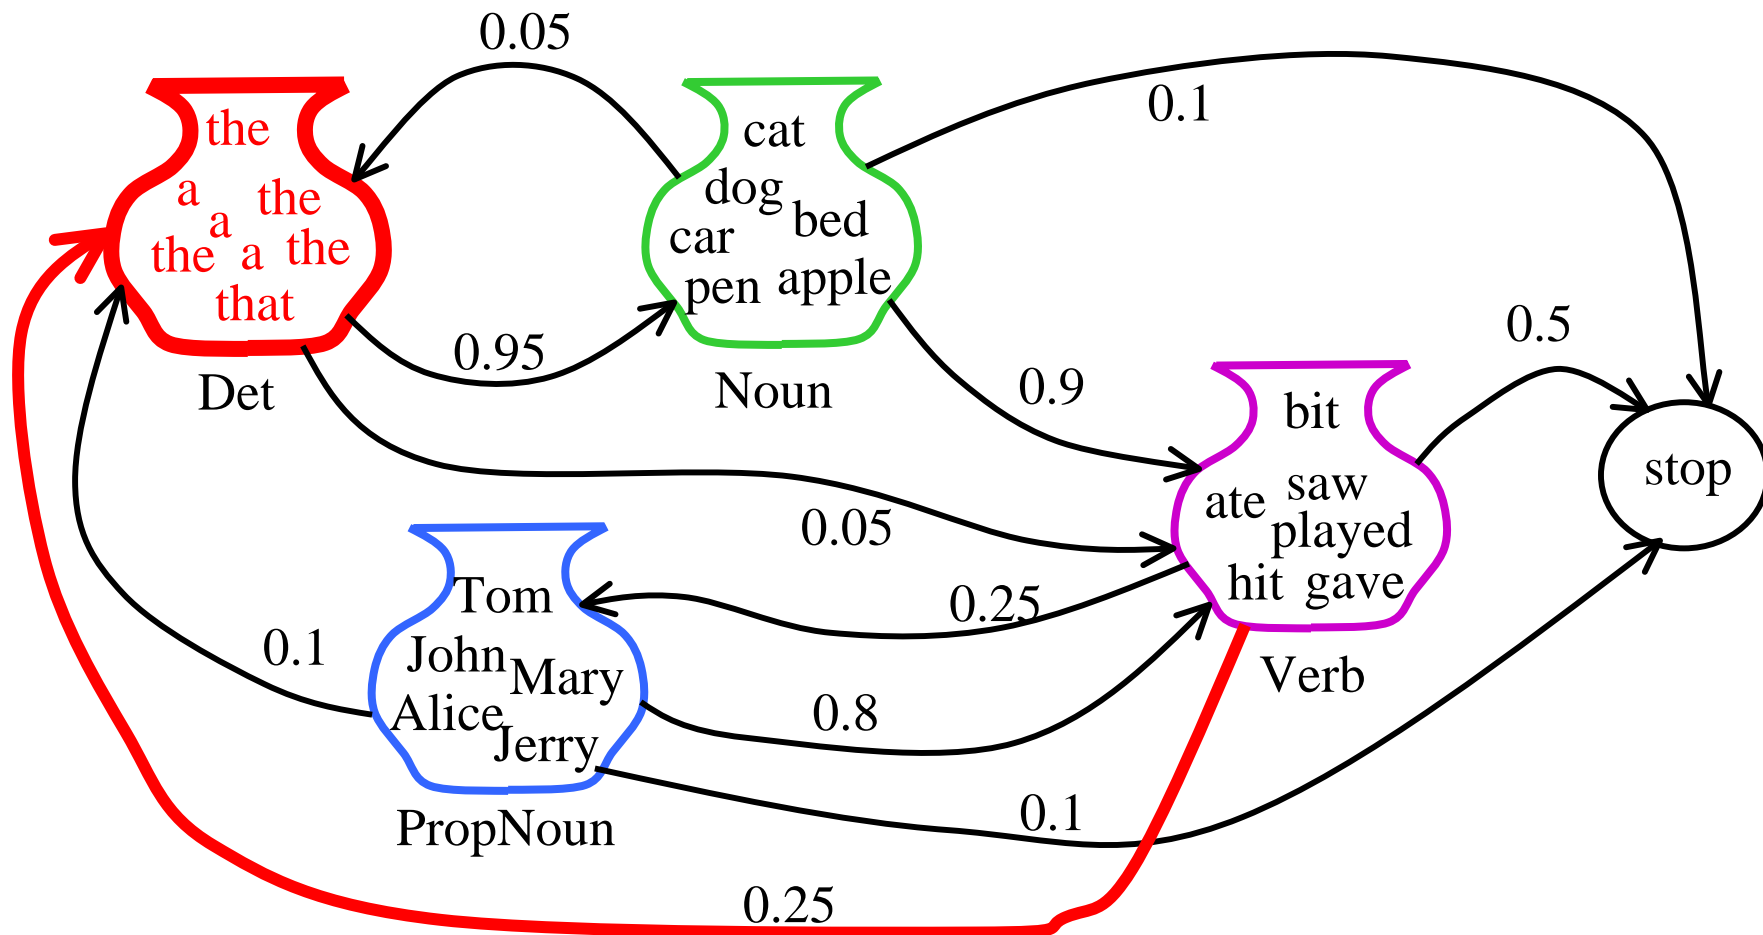 0.05
0.1
the
a the
a
the a the
that
Det
cat
dog
bed
car
pen apple
Noun
0.95
0.9
0.5
bit
saw
ate
played
hit gave
Verb
stop
0.05
0.25
Tom
John
Mary
Alice
Jerry
PropNoun
0.1
0.8
0.1
0.25